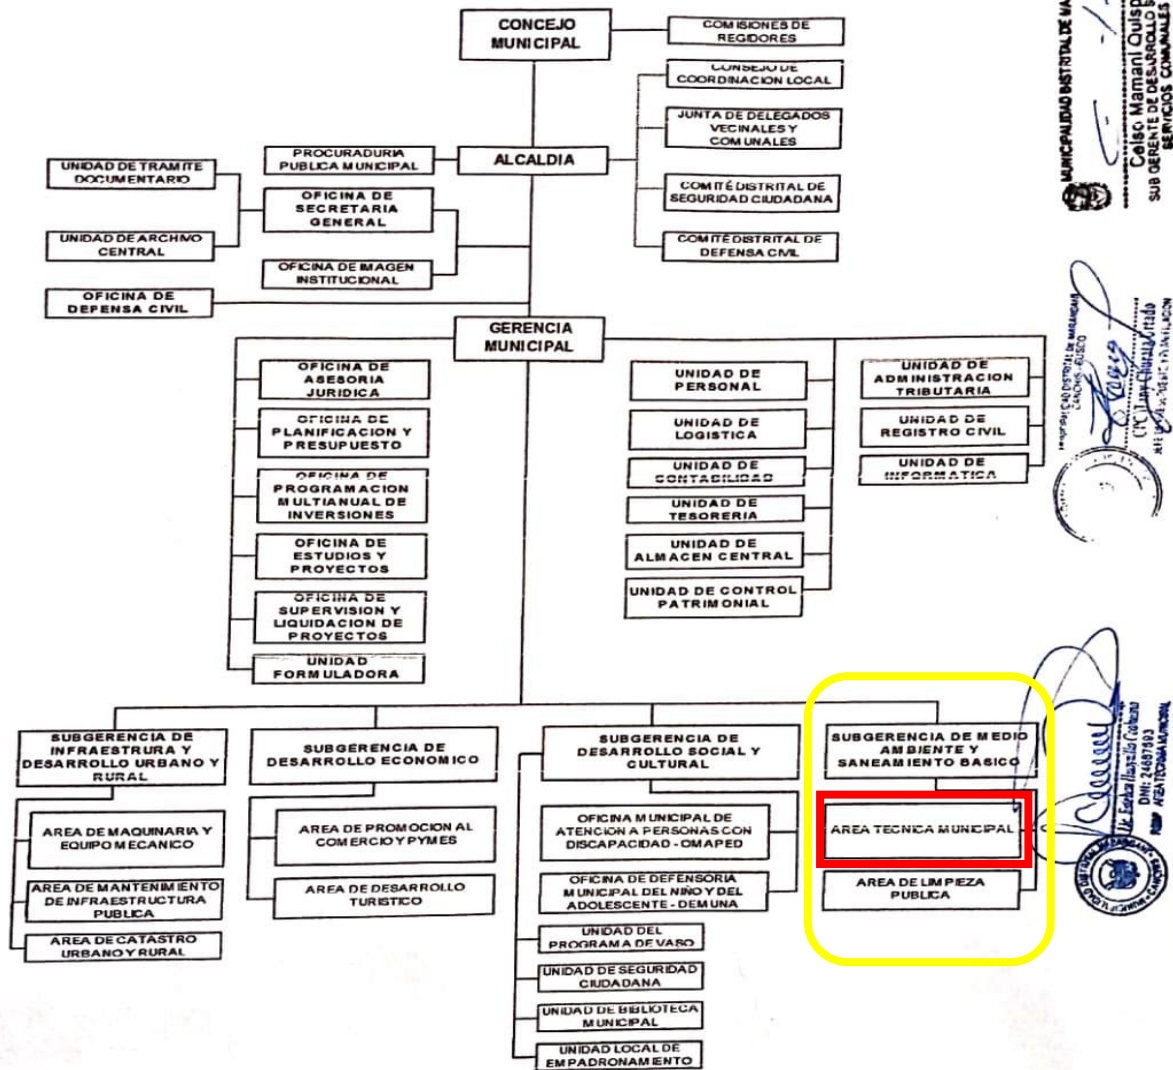 CONCEJO
MUNICIPAL
COMISIONES DE
REGIDORES
CONSEJO DE
COORDINACION LOCAL
JUNTA DE DELEGADOS
VECINALES Y
COMUNALES
COMITÉ DISTRITAL DE
SEGURIDAD CIUDADANA
COMITÉ DISTRITAL DE
DEFENSA CIVIL
ALCALDIA
PROCURADURIA
PUBLICA MUNICIPAL
UNIDAD DE TRAMITE
DOCUMENTARIO
OFICINA DE
SECRETARIA
GENERAL
UNIDAD DE ARCHIVO
CENTRAL
OFICINA DE IMAGEN
INSTITUCIONAL
OFICINA DE
DEFENSA CIVIL
GERENCIA
MUNICIPAL
OFICINA DE
ASESORIA
JURIDICA
OFICINA DE
PLANIFICACION Y
PRESUPUESTO
OFICINA DE
PROGRAMACION
MULTIANUAL DE
INVERSIONES
OFICINA DE
ESTUDIOS Y
PROYECTOS
OFICINA DE
SUPERVISION Y
LIQUIDACION DE
PROYECTOS
UNIDAD
FORMULADORA
UNIDAD DE
PERSONAL
UNIDAD DE
LOGISTICA
UNIDAD DE
CONTABILIDAD
UNIDAD DE
TESORERIA
UNIDAD DE
ALMACEN CENTRAL
UNIDAD DE CONTROL
PATRIMONIAL
UNIDAD DE
ADMINISTRACION
TRIBUTARIA
UNIDAD DE
REGISTRO CIVIL
UNIDAD DE
INFORMATICA
SUBGERENCIA DE
INFRAESTRURA Y
DESARROLLO URBANO Y
RURAL
AREA DE MAQUINARIA Y
EQUIPO MECANICO
AREA DE MANTENIMIENTO
DE INFRAESTRUCTURA
PUBLICA
AREA DE CATASTRO
URBANO Y RURAL
SUBGERENCIA DE
DESARROLLO ECONOMICO
AREA DE PROMOCION AL
COMERCIO Y PYMES
AREA DE DESARROLLO
TURISTICO
SUBGERENCIA DE
DESARROLLO SOCIAL Y
CULTURAL
OFICINA MUNICIPAL DE
ATENCION A PERSONAS CON
DISCAPACIDAD - OMAPED
OFICINA DE DEFENSORIA
MUNICIPAL DEL NIÑO Y DEL
ADOLESCENTE - DEMUNA
UNIDAD DEL
PROGRAMA DE VASO
UNIDAD DE SEGURIDAD
CIUDADANA
UNIDAD DE BIBLIOTECA
MUNICIPAL
UNIDAD LOCAL DE
EMPADRONAMIENTO
SUBGERENCIA DE MEDIO
AMBIENTE Y
SANEAMIENTO BASICO
AREA TECNICA MUNICIPAL
AREA DE LIMPIEZA
PUBLICA
MUNICIPALIDAD DISTRITAL DE MA
Celso Mamani Quisp
SUB GERENTE DE DESARROLLO S
SERVICIOS COMUNALES
DNI: 24687593